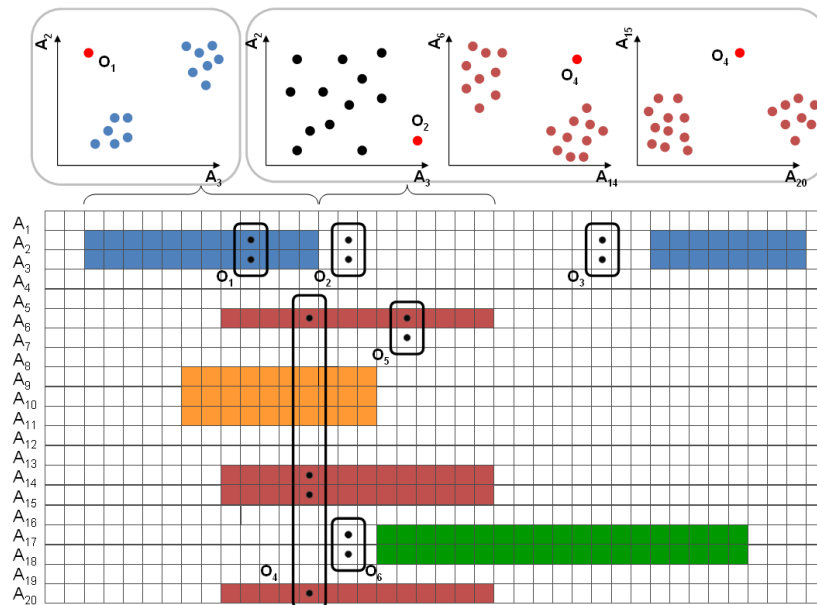 A₂ O₁ A₃
A₂ O₂ A₃
A₆ O₄ A₁₄
A₁₅ O₄ A₂₀
A₁
A₂
A₃ O₁ O₂ O₃
A₄
A₅
A₆
A₇ O₅
A₈
A₉
A₁₀
A₁₁
A₁₂
A₁₃
A₁₄
A₁₅
A₁₆
A₁₇
A₁₈ O₄ O₆
A₁₉
A₂₀